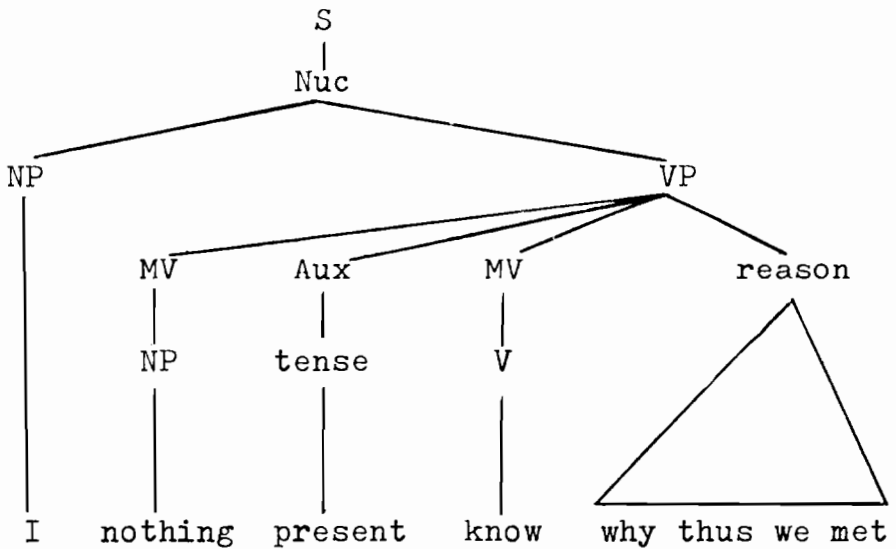 S
Nuc
NP VP
MV Aux MV reason
NP tense V
I nothing present know why thus we met